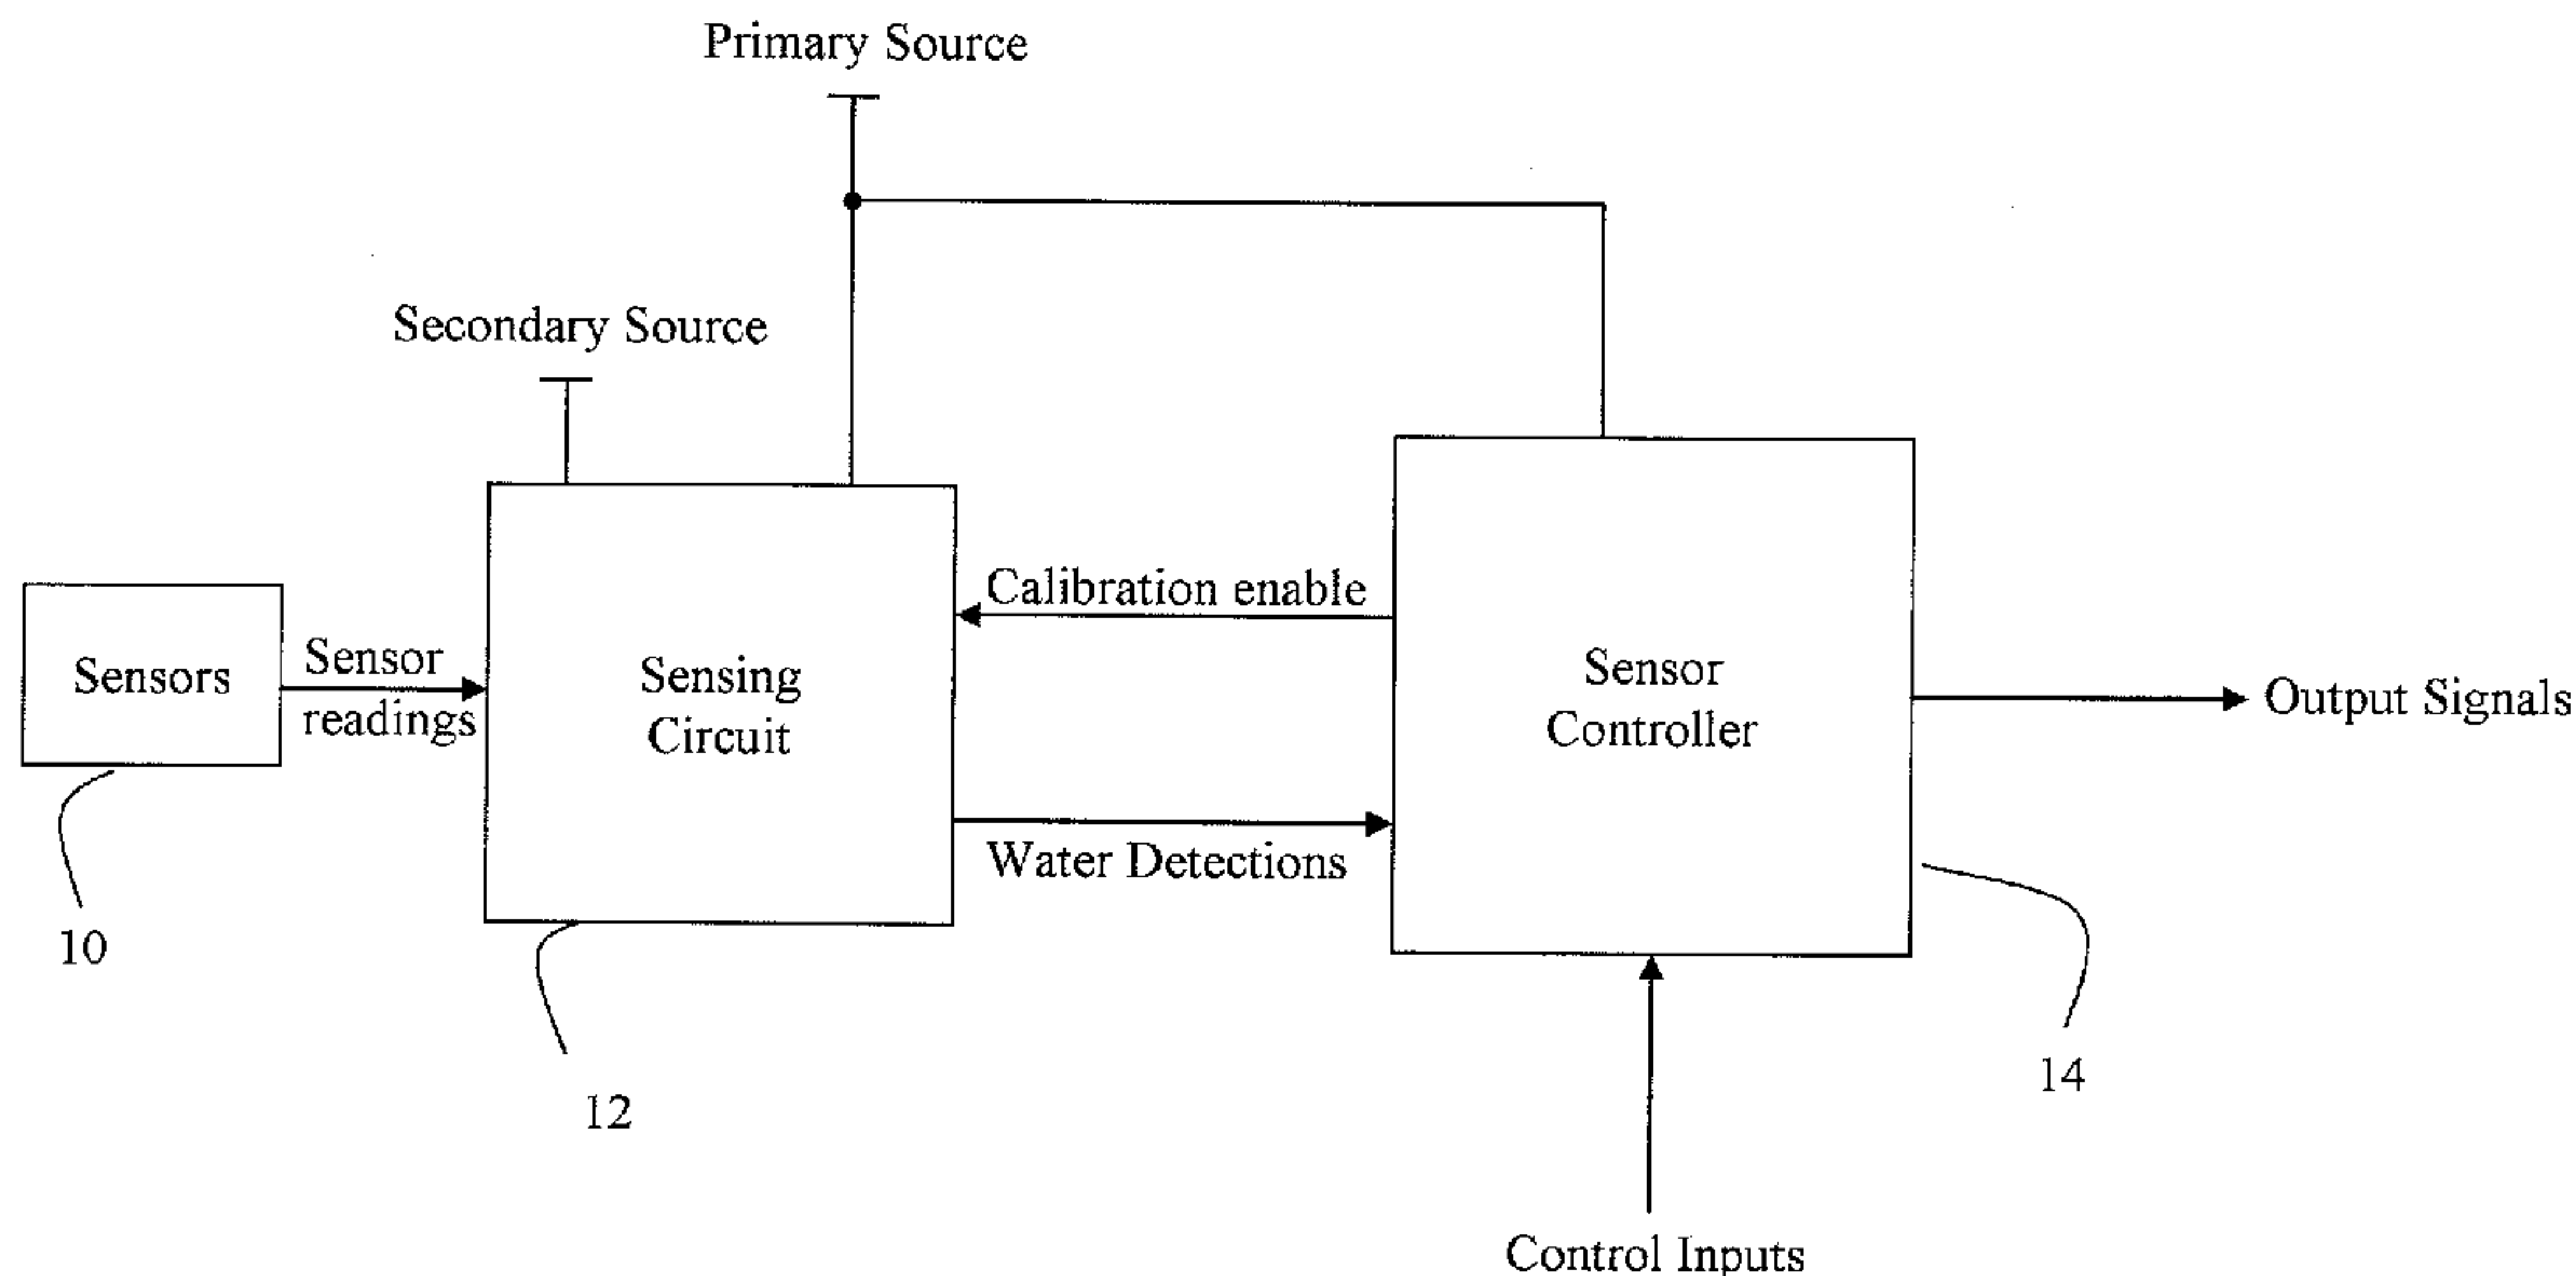 Primary Source
Secondary Source
Calibration enable
Sensors
Sensor
readings
Sensing
Circuit
Sensor
Controller
Output Signals
Water Detections
10
12
14
Control Inputs